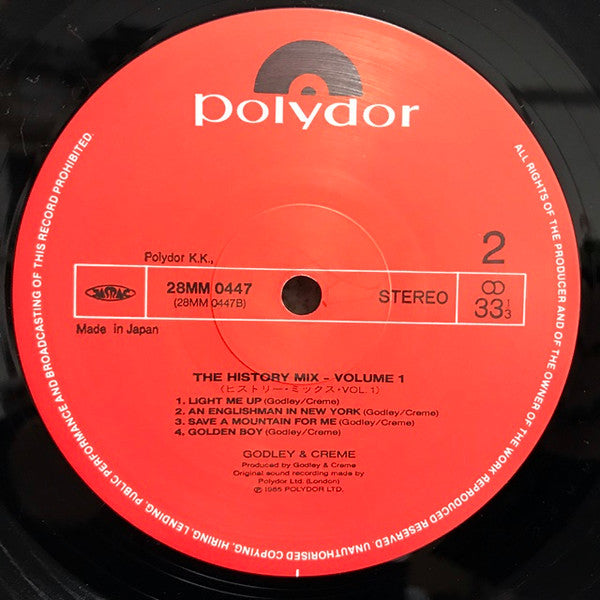 polydor
ALL RIGHTS OF THE PRODUCER AND OF THE OWNER OF THE WORK REPRODUCED RESERVED. UNAUTHORISED COPYING, HIRING, LENDING, PUBLIC PERFORMANCE AND BROADCASTING OF THIS RECORD PROHIBITED.
Polydor K.K.,
2
JASRAC
28MM 0447
(28MM 0447B)
STEREO
33 1/3
Made in Japan
THE HISTORY MIX – VOLUME 1
(ヒストリー・ミックス・VOL. 1)
1. LIGHT ME UP (Godley/Creme)
2. AN ENGLISHMAN IN NEW YORK (Godley/Creme)
3. SAVE A MOUNTAIN FOR ME (Godley/Creme)
4. GOLDEN BOY (Godley/Creme)
GODLEY & CREME
Produced by Godley & Creme
Original sound recording made by
Polydor Ltd. (London)
Ⓟ 1985 POLYDOR LTD.